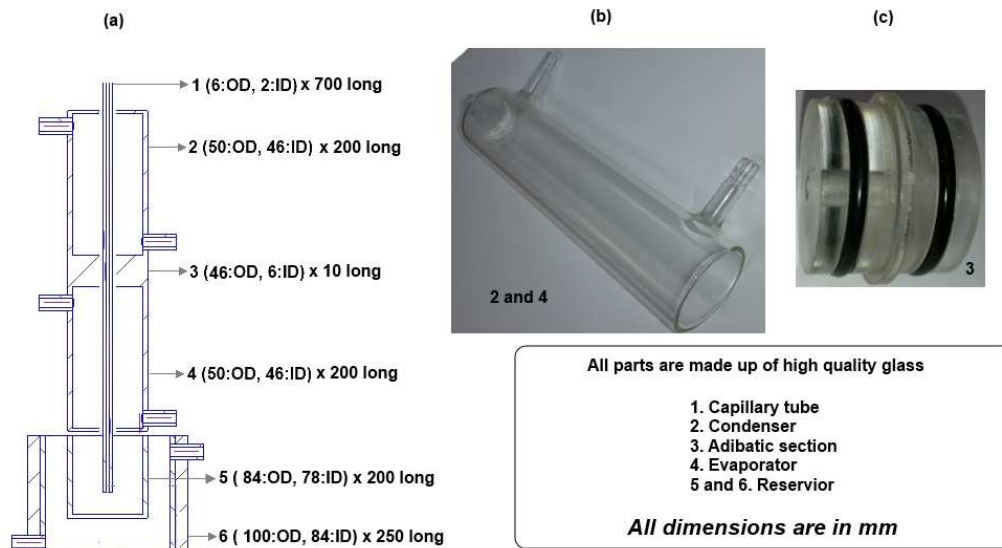 (a)
1 (6:OD, 2:ID) x 700 long
2 (50:OD, 46:ID) x 200 long
3 (46:OD, 6:ID) x 10 long
4 (50:OD, 46:ID) x 200 long
5 ( 84:OD, 78:ID) x 200 long
6 ( 100:OD, 84:ID) x 250 long
(b)
2 and 4
(c)
3
All parts are made up of high quality glass
1. Capillary tube
2. Condenser
3. Adibatic section
4. Evaporator
5 and 6. Reservior
All dimensions are in mm